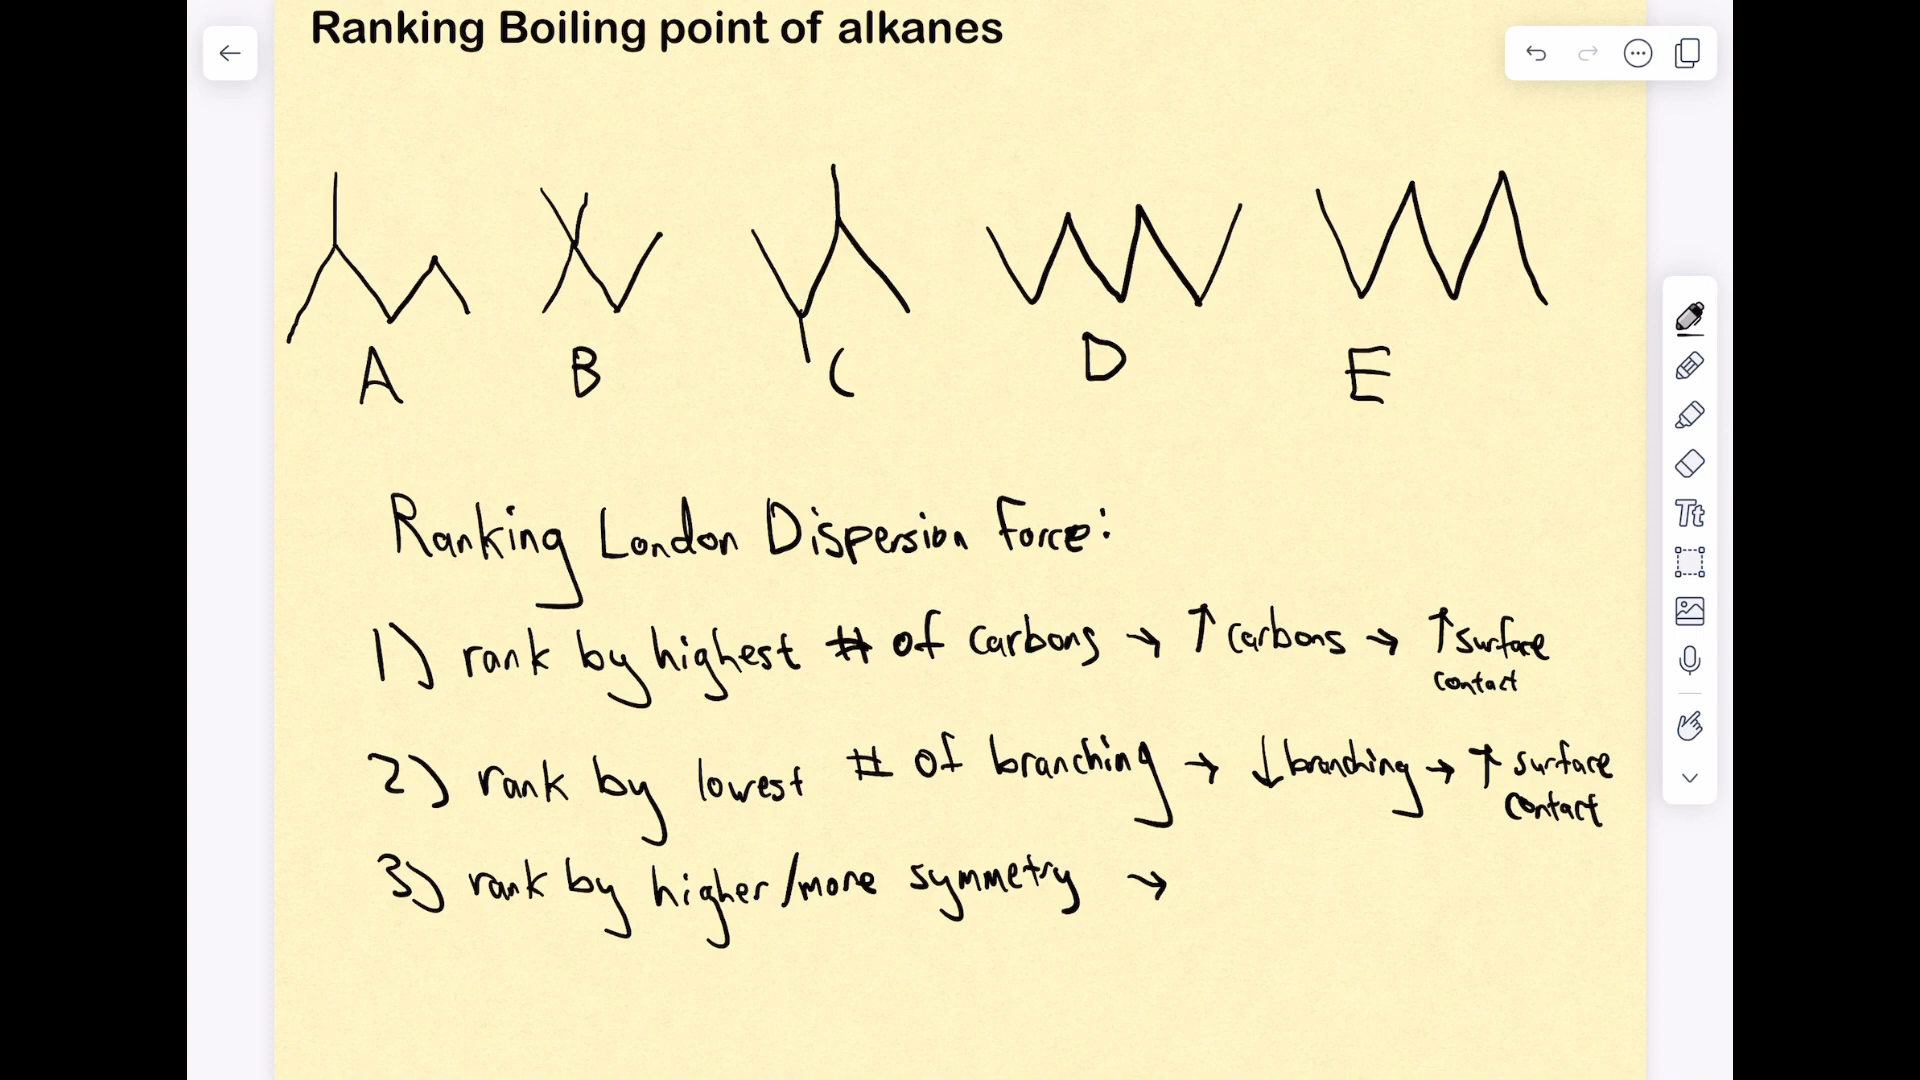 Ranking Boiling point of alkanes
A B C D E
Ranking London Dispersion Force:
1) rank by highest # of carbons → ↑ carbons → ↑ surface
contact
2) rank by lowest # of branching → ↓ branching → ↑ surface
contact
3) rank by higher/more symmetry →
Tt